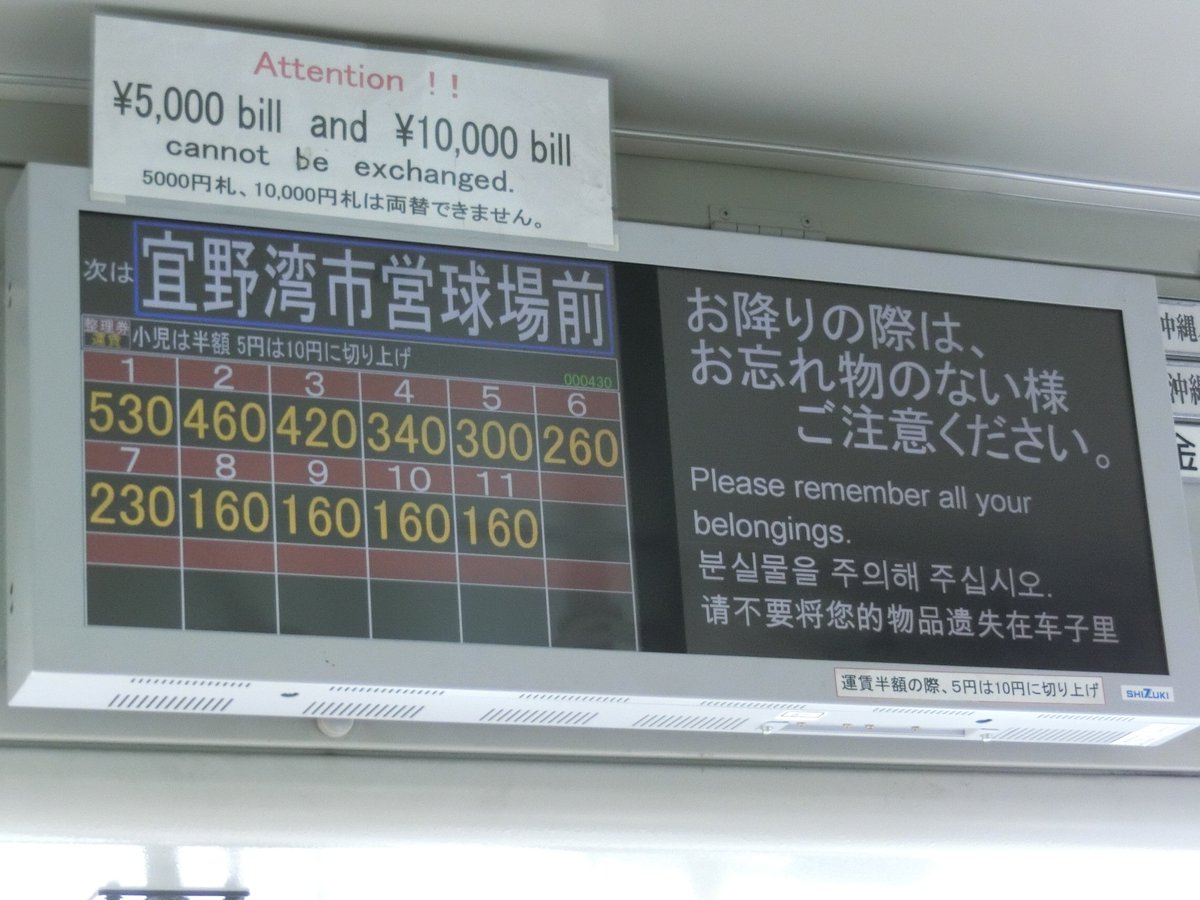 Attention !!
¥5,000 bill and ¥10,000 bill
cannot be exchanged.
5000円札、10,000円札は両替できません。
次は 宜野湾市営球場前
整理券
運賃
小児は半額 5円は10円に切り上げ
000430
1 2 3 4 5 6
530 460 420 340 300 260
7 8 9 10 11
230 160 160 160 160
お降りの際は、
お忘れ物のない様
ご注意ください。
Please remember all your
belongings.
분실물을 주의해 주십시오.
请不要将您的物品遗失在车子里
運賃半額の際、5円は10円に切り上げ
SHIZUKI
沖縄
沖縄
金